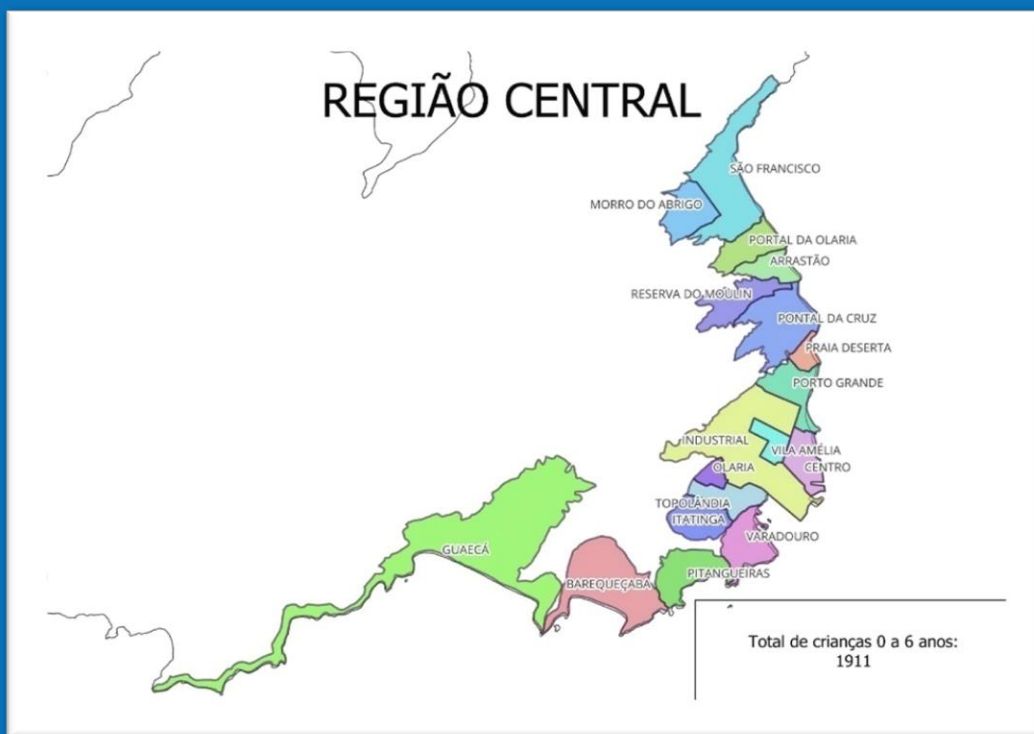 REGIÃO CENTRAL
SÃO FRANCISCO
MORRO DO ABRIGO
PORTAL DA OLARIA
ARRASTÃO
RESERVA DO MOULIN
PONTAL DA CRUZ
PRAIA DESERTA
PORTO GRANDE
INDUSTRIAL
VILA AMÉLIA
CENTRO
OLARIA
TOPOLÂNDIA
ITATINGA
VARADOURO
GUAECÁ
BAREQUEÇABA
PITANGUEIRAS
Total de crianças 0 a 6 anos:
1911